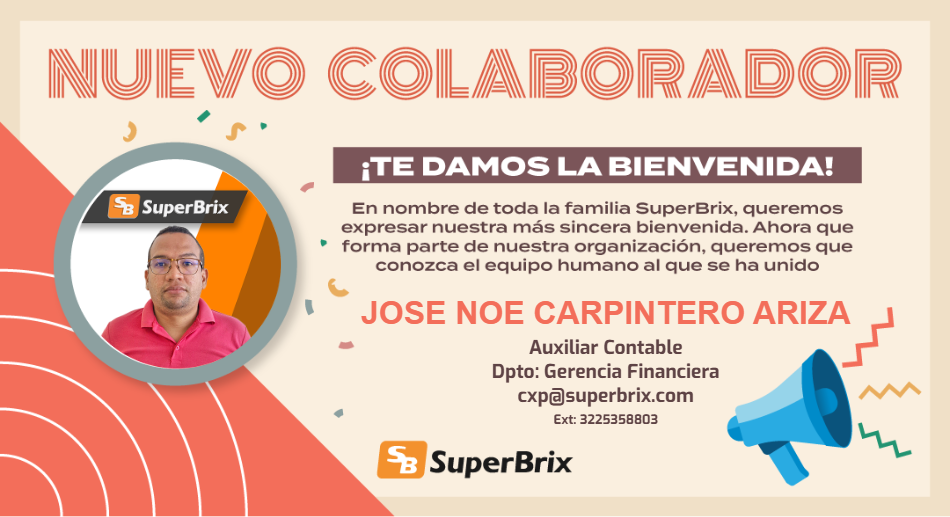 NUEVO COLABORADOR
¡TE DAMOS LA BIENVENIDA!
SB SuperBrix
En nombre de toda la familia SuperBrix, queremos
expresar nuestra más sincera bienvenida. Ahora que
forma parte de nuestra organización, queremos que
conozca el equipo humano al que se ha unido
JOSE NOE CARPINTERO ARIZA
Auxiliar Contable
Dpto: Gerencia Financiera
cxp@superbrix.com
Ext: 3225358803
SB SuperBrix